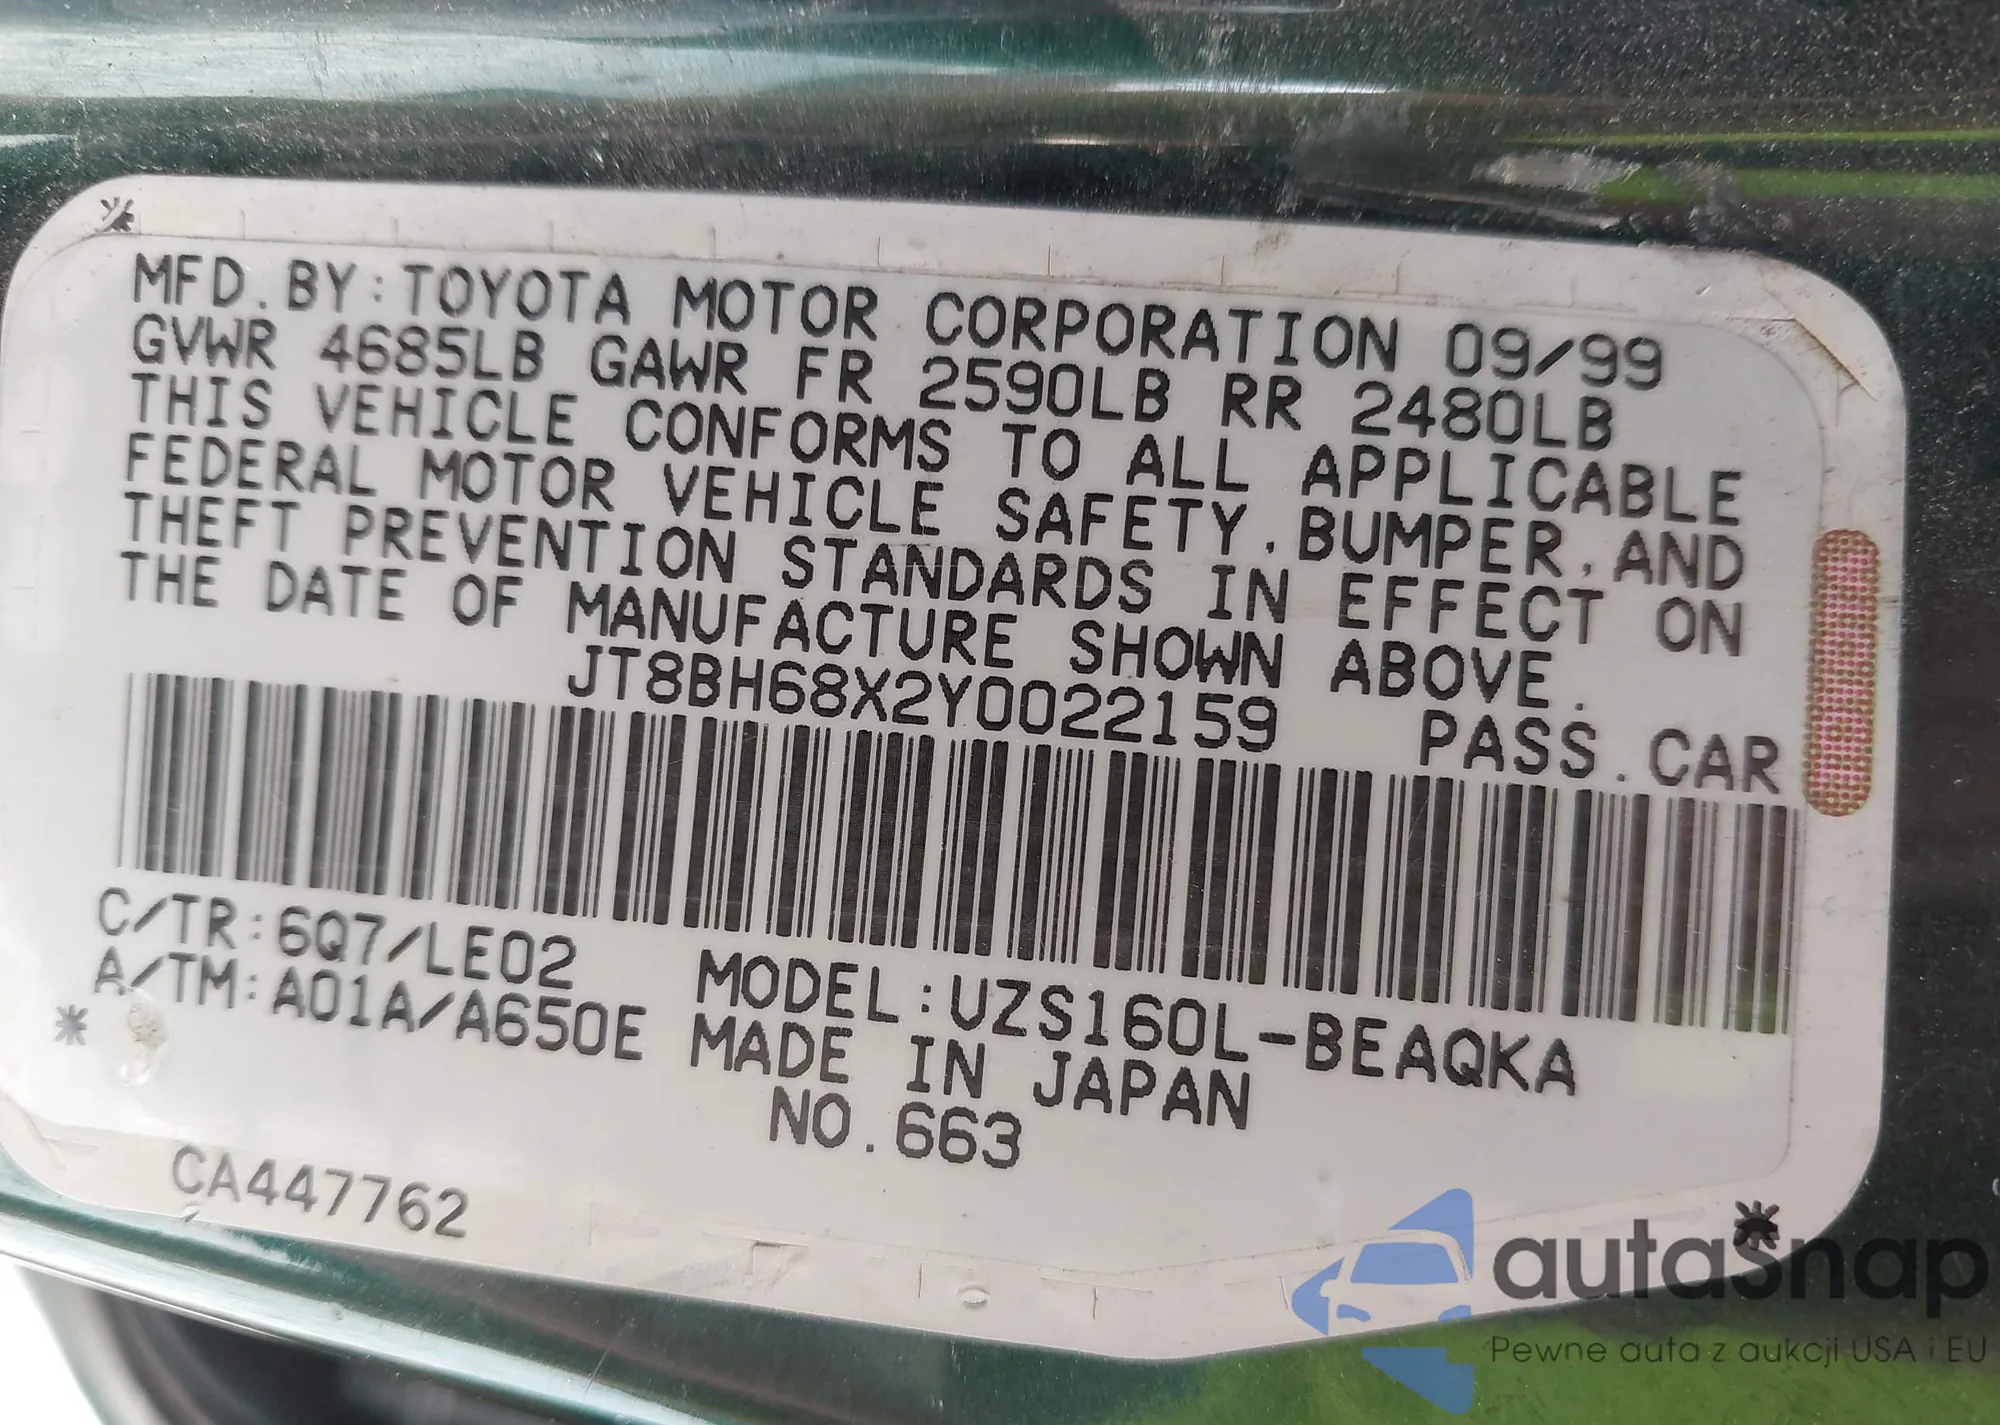 MFD. BY: TOYOTA MOTOR CORPORATION 09/99
GVWR 4685LB GAWR FR 2590LB RR 2480LB
THIS VEHICLE CONFORMS TO ALL APPLICABLE
FEDERAL MOTOR VEHICLE SAFETY, BUMPER, AND
THEFT PREVENTION STANDARDS IN EFFECT ON
THE DATE OF MANUFACTURE SHOWN ABOVE.
JT8BH68X2Y0022159 PASS. CAR
C/TR: 6Q7/LE02 MODEL: UZS160L-BEAQKA
A/TM: A01A/A650E MADE IN JAPAN
NO. 663
CA447762
autasnap
Pewne auta z aukcji USA i EU